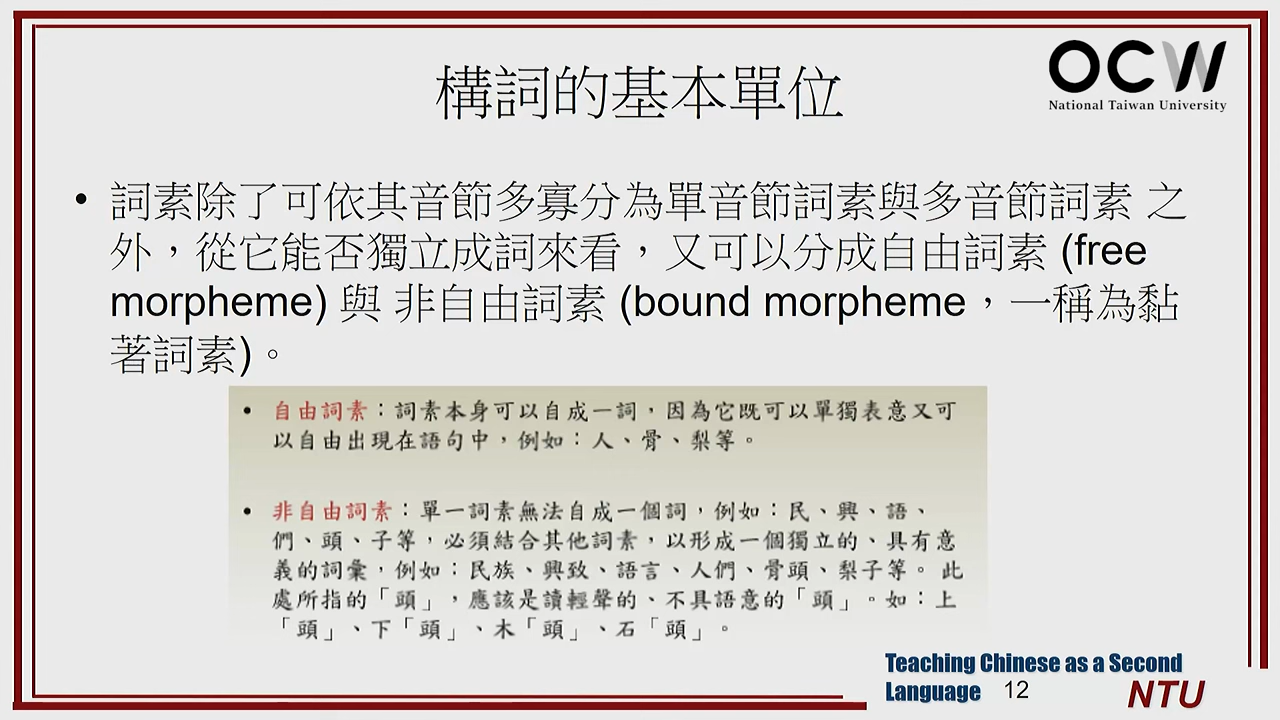 構詞的基本單位
OCW
National Taiwan University
• 詞素除了可依其音節多寡分為單音節詞素與多音節詞素 之
外，從它能否獨立成詞來看，又可以分成自由詞素 (free
morpheme) 與 非自由詞素 (bound morpheme，一稱為黏
著詞素)。
• 自由詞素：詞素本身可以自成一詞，因為它既可以單獨表意又可
以自由出現在語句中，例如：人、骨、梨等。
• 非自由詞素：單一詞素無法自成一個詞，例如：民、興、語、
們、頭、子等，必須結合其他詞素，以形成一個獨立的、具有意
義的詞彙，例如：民族、興致、語言、人們、骨頭、梨子等。 此
處所指的「頭」，應該是讀輕聲的、不具語意的「頭」。如：上
「頭」、下「頭」、木「頭」、石「頭」。
Teaching Chinese as a Second
Language
12
NTU